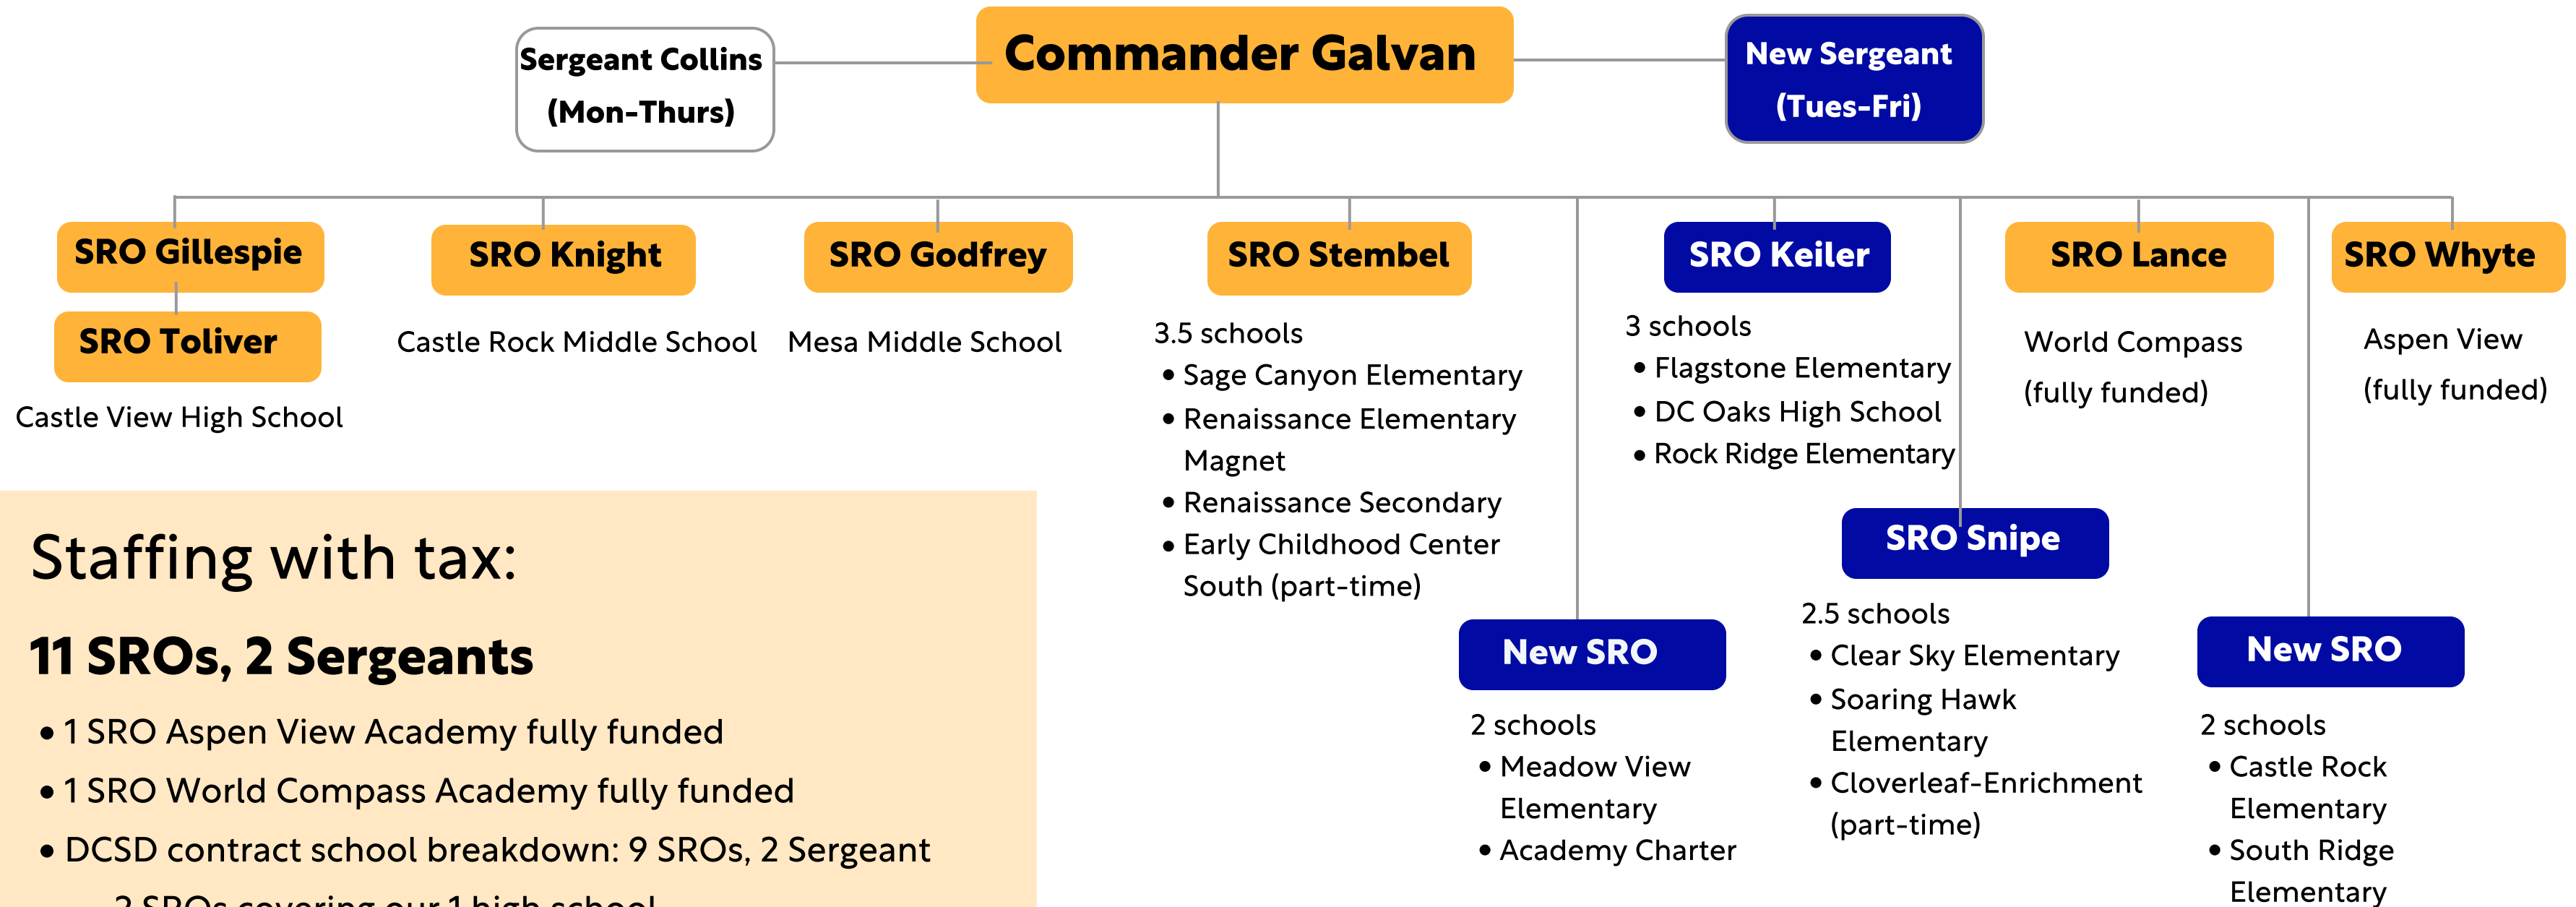 Sergeant Collins
(Mon-Thurs)
Commander Galvan
New Sergeant
(Tues-Fri)
SRO Gillespie
SRO Toliver
Castle View High School
SRO Knight
Castle Rock Middle School
SRO Godfrey
Mesa Middle School
SRO Stembel
3.5 schools
• Sage Canyon Elementary
• Renaissance Elementary
Magnet
• Renaissance Secondary
• Early Childhood Center
South (part-time)
New SRO
2 schools
• Meadow View
Elementary
• Academy Charter
SRO Keiler
3 schools
• Flagstone Elementary
• DC Oaks High School
• Rock Ridge Elementary
SRO Snipe
2.5 schools
• Clear Sky Elementary
• Soaring Hawk
Elementary
• Cloverleaf-Enrichment
(part-time)
SRO Lance
World Compass
(fully funded)
New SRO
2 schools
• Castle Rock
Elementary
• South Ridge
Elementary
SRO Whyte
Aspen View
(fully funded)
Staffing with tax:
11 SROs, 2 Sergeants
• 1 SRO Aspen View Academy fully funded
• 1 SRO World Compass Academy fully funded
• DCSD contract school breakdown: 9 SROs, 2 Sergeant
SROs covering our 1 high school